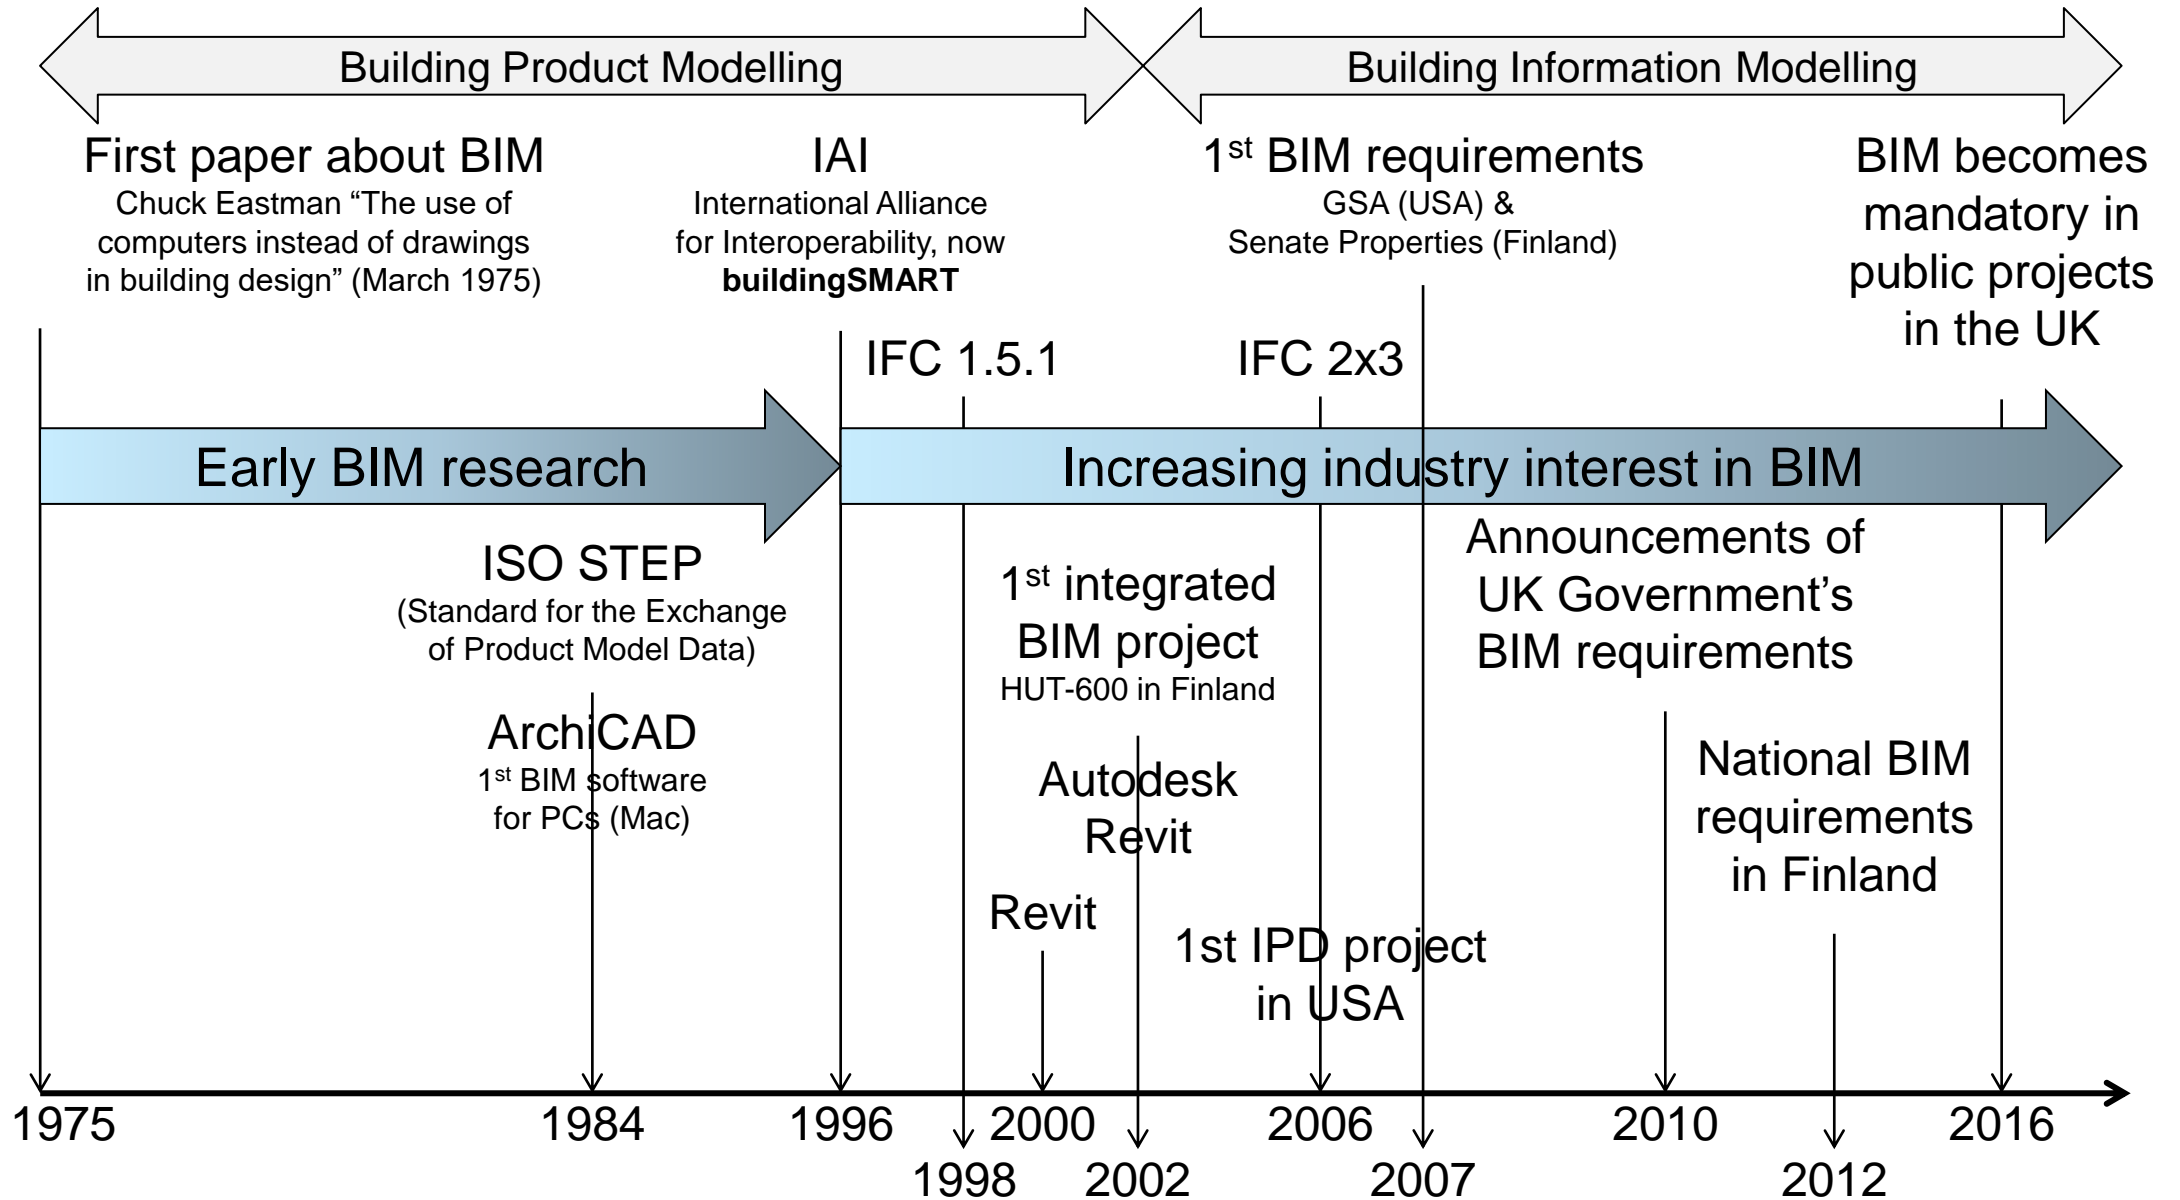 Building Product Modelling
Building Information Modelling
First paper about BIM
Chuck Eastman “The use of
computers instead of drawings
in building design” (March 1975)
IAI
International Alliance
for Interoperability, now
buildingSMART
1st BIM requirements
GSA (USA) &
Senate Properties (Finland)
BIM becomes
mandatory in
public projects
in the UK
IFC 1.5.1
IFC 2x3
Early BIM research
Increasing industry interest in BIM
ISO STEP
(Standard for the Exchange
of Product Model Data)
ArchiCAD
1st BIM software
for PCs (Mac)
1st integrated
BIM project
HUT-600 in Finland
Autodesk
Revit
Revit
1st IPD project
in USA
Announcements of
UK Government’s
BIM requirements
National BIM
requirements
in Finland
1975
1984
1996
1998
2000
2002
2006
2007
2010
2012
2016